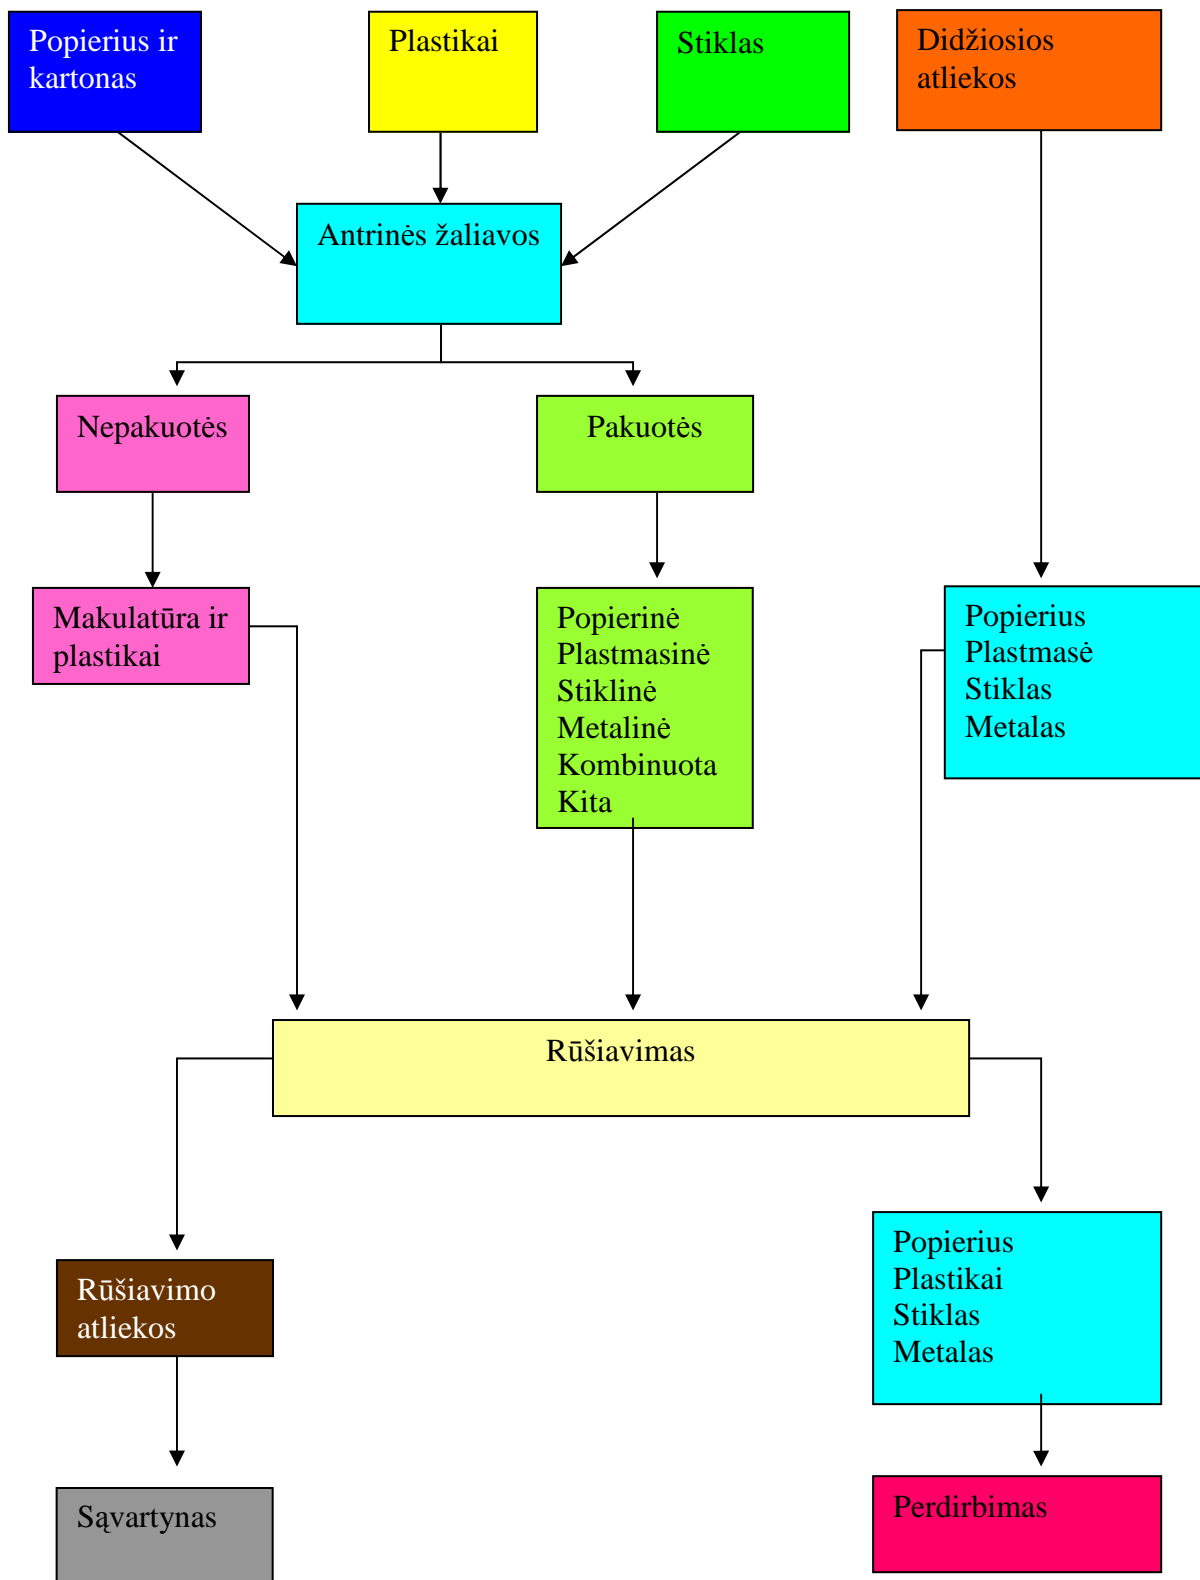 Popierius ir
kartonas
Plastikai
Stiklas
Didžiosios
atliekos
Antrinės žaliavos
Nepakuotės
Pakuotės
Makulatūra ir
plastikai
Popierinė
Plastmasinė
Stiklinė
Metalinė
Kombinuota
Kita
Popierius
Plastmasė
Stiklas
Metalas
Rūšiavimas
Rūšiavimo
atliekos
Popierius
Plastikai
Stiklas
Metalas
Sąvartynas
Perdirbimas